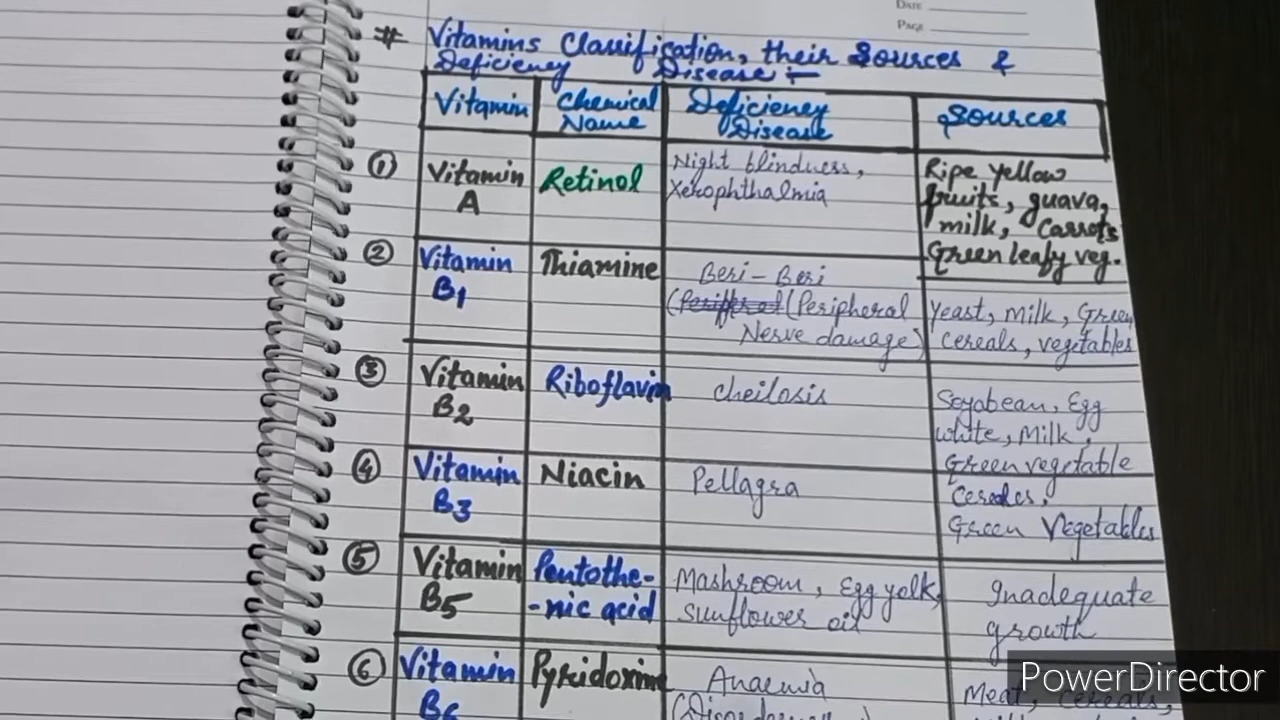 DATE
PAGE
# Vitamins Classification, their Sources &
Deficiency Disease :-
Vitamin Chemical Name Deficiency Disease Sources
① Vitamin A Retinol Night blindness, Xerophthalmia Ripe yellow fruits, guava, milk, Carrots Green leafy veg.
② Vitamin B1 Thiamine Beri-Beri (Peripheral Nerve damage) Yeast, Milk, Green cereals, vegetables
③ Vitamin B2 Riboflavin Cheilosis Soyabean, Egg white, Milk, Green vegetable
④ Vitamin B3 Niacin Pellagra Cereales, Green Vegetables
⑤ Vitamin B5 Pentothe-nic acid Mashroom, Egg yolk, sunflower oil Inadequate growth
⑥ Vitamin B6 Pyridoxine Anaemia Meat, Cereals,
PowerDirector